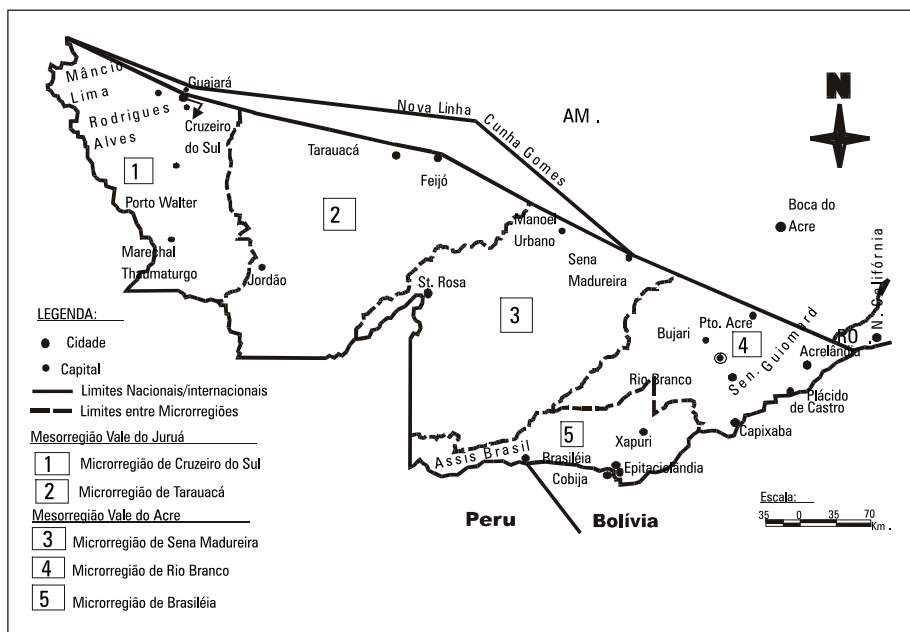 Mâncio
Lima
Guajará
Rodrigues
Alves
Cruzeiro
do Sul
Nova Linha
Cunha Gomes
AM .
N
1
Porto Walter
Marechal
Thaumaturgo
Tarauacá
Feijó
2
Jordão
Manoel
Urbano
Boca do
Acre
Sena
Madureira
St. Rosa
3
Bujari
Pto. Acre
4
Sen. Guiomard
Rio Branco
Acrelândia
RO .
N. Califórnia
Plácido
de Castro
Capixaba
5
Xapuri
Assis Brasil
Brasiléia
Epitaciolândia
Cobija
Peru
Bolívia
LEGENDA:
Cidade
Capital
Limites Nacionais/internacionais
Limites entre Microrregiões
Mesorregião Vale do Juruá
1 Microrregião de Cruzeiro do Sul
2 Microrregião de Tarauacá
Mesorregião Vale do Acre
3 Microrregião de Sena Madureira
4 Microrregião de Rio Branco
5 Microrregião de Brasiléia
Escala:
35 0 35 70
Km .